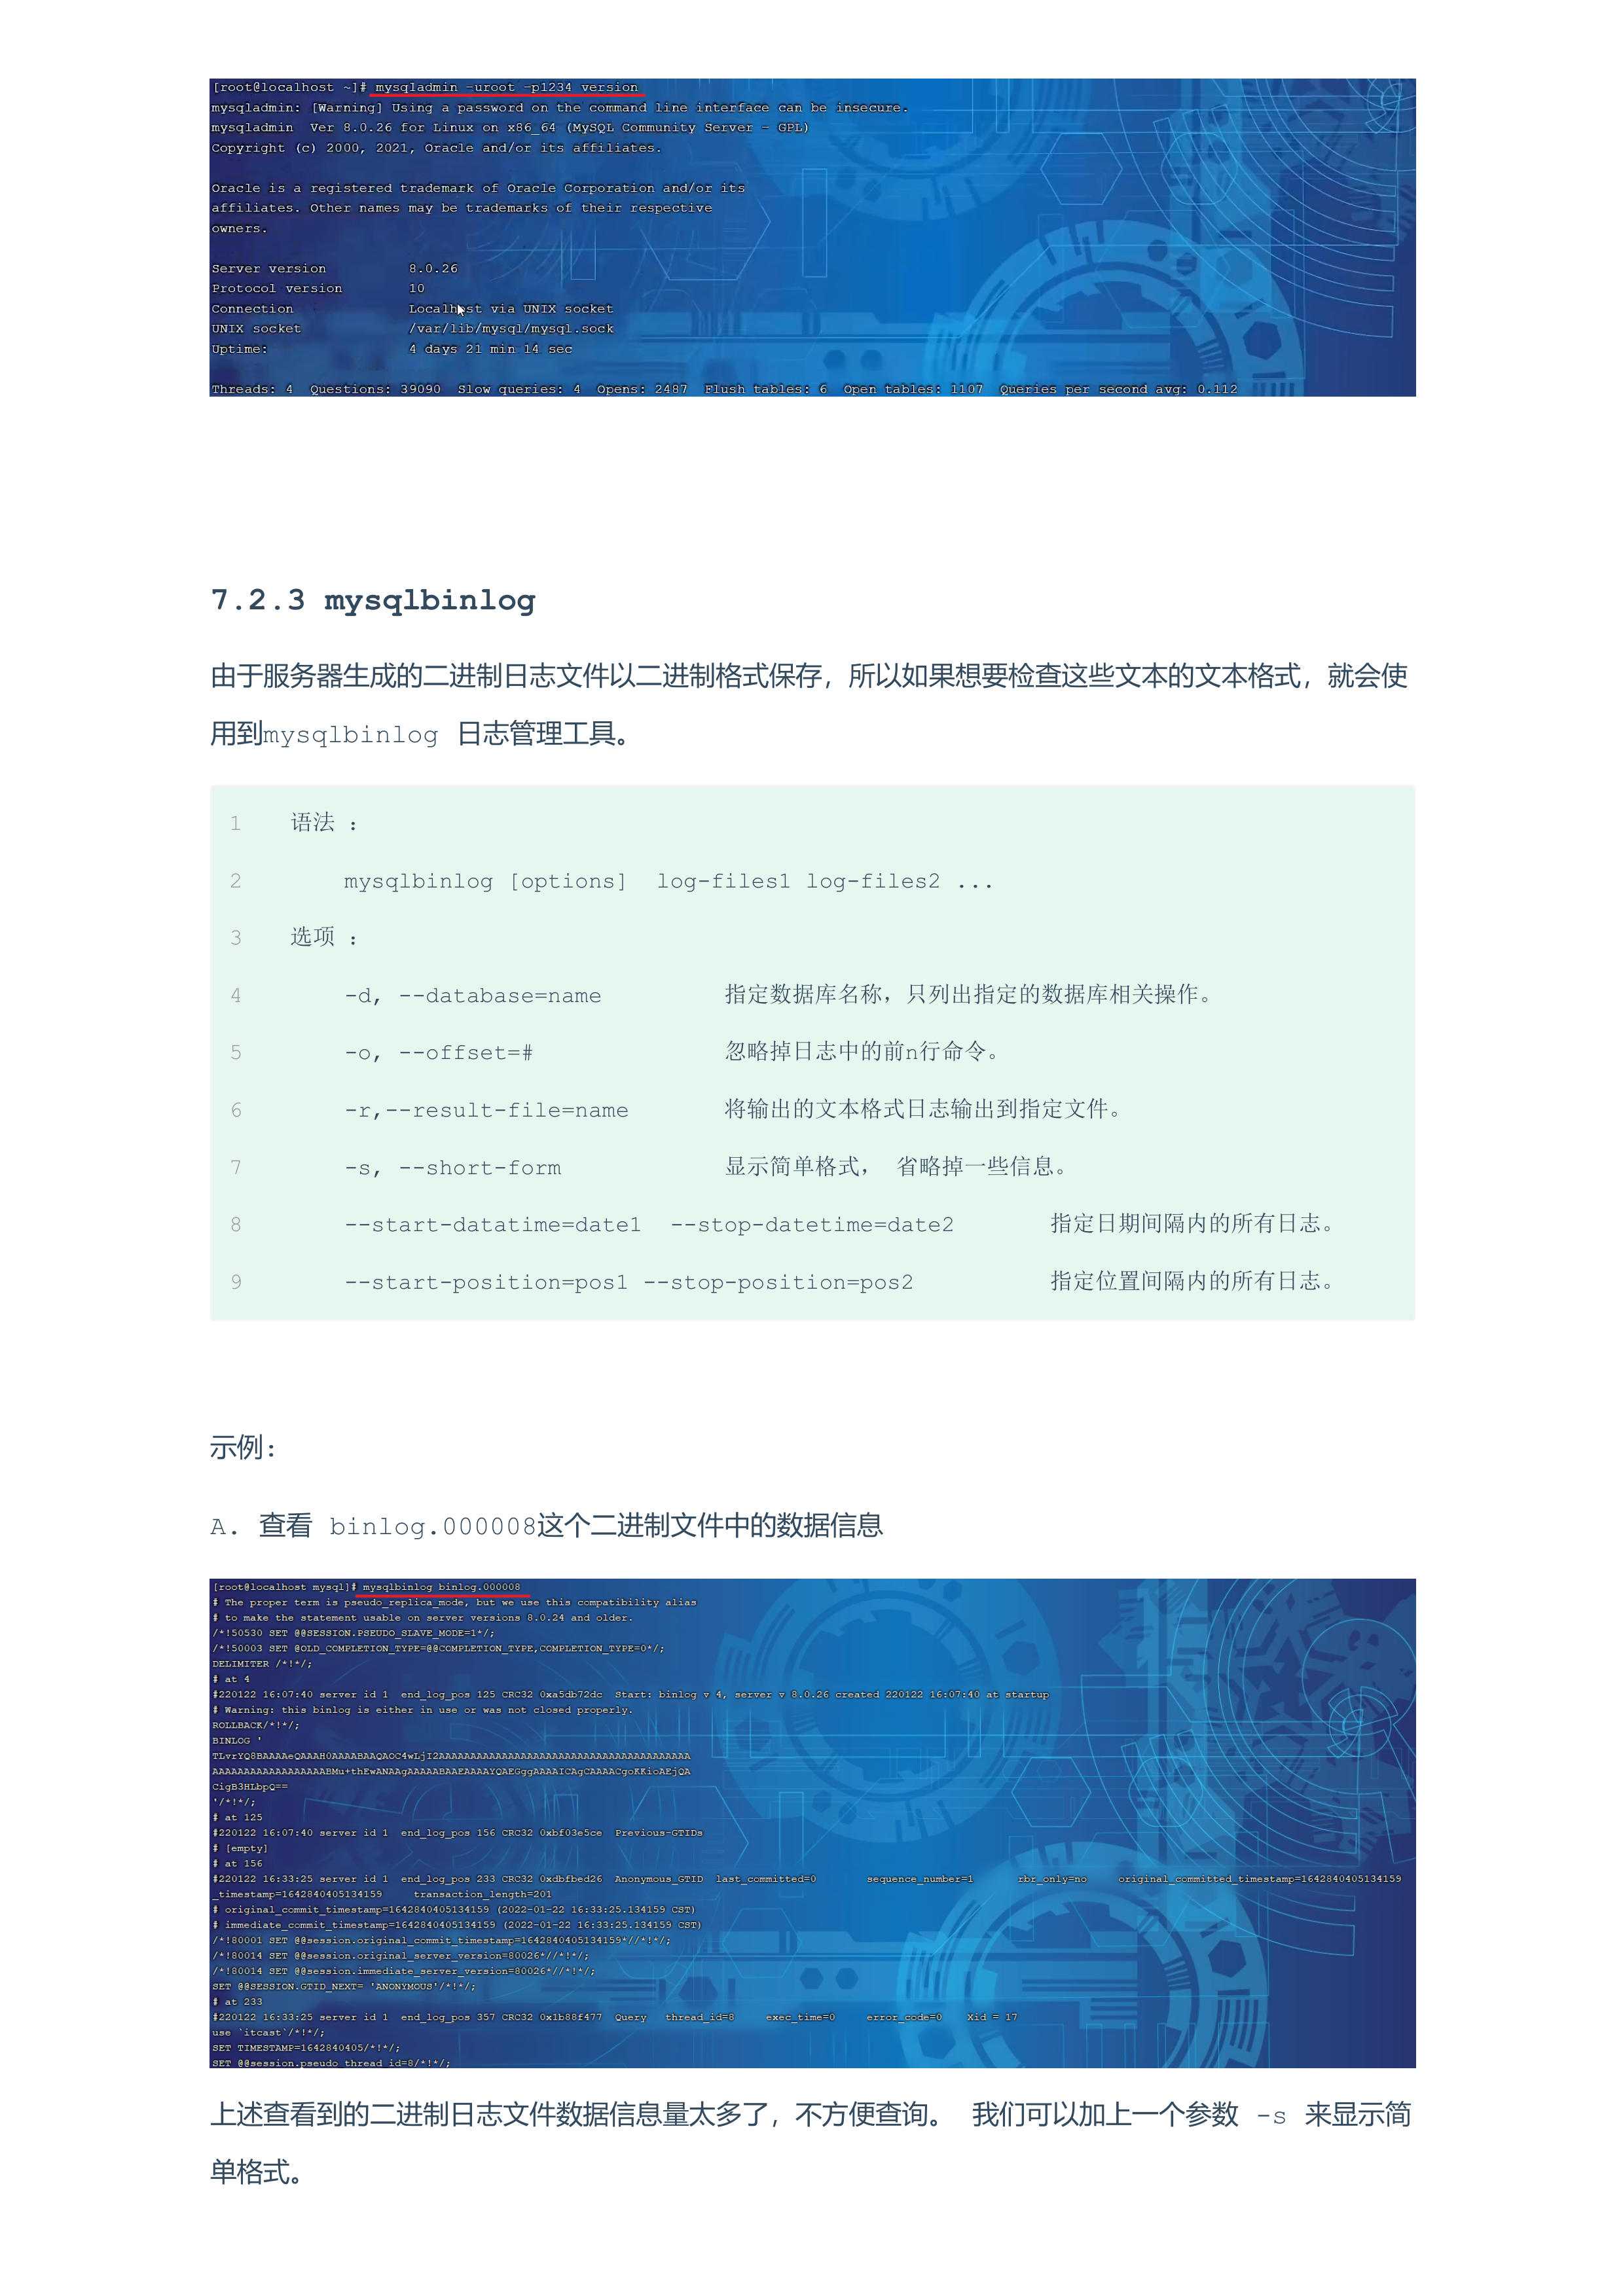 [root@localhost ~]# mysqladmin -uroot -p1234 version
mysqladmin: [Warning] Using a password on the command line interface can be insecure.
mysqladmin  Ver 8.0.26 for Linux on x86_64 (MySQL Community Server - GPL)
Copyright (c) 2000, 2021, Oracle and/or its affiliates.
Oracle is a registered trademark of Oracle Corporation and/or its
affiliates. Other names may be trademarks of their respective
owners.
Server version          8.0.26
Protocol version        10
Connection              Localhost via UNIX socket
UNIX socket             /var/lib/mysql/mysql.sock
Uptime:                 4 days 21 min 14 sec
Threads: 4  Questions: 39090  Slow queries: 4  Opens: 2487  Flush tables: 6  Open tables: 1107  Queries per second avg: 0.112
7.2.3 mysqlbinlog
由于服务器生成的二进制日志文件以二进制格式保存，所以如果想要检查这些文本的文本格式，就会使
用到mysqlbinlog 日志管理工具。
1 语法 ：
2 mysqlbinlog [options]  log-files1 log-files2 ...
3 选项 ：
4 -d, --database=name 指定数据库名称，只列出指定的数据库相关操作。
5 -o, --offset=# 忽略掉日志中的前n行命令。
6 -r,--result-file=name 将输出的文本格式日志输出到指定文件。
7 -s, --short-form 显示简单格式， 省略掉一些信息。
8 --start-datatime=date1  --stop-datetime=date2 指定日期间隔内的所有日志。
9 --start-position=pos1 --stop-position=pos2 指定位置间隔内的所有日志。
示例：
A. 查看 binlog.000008这个二进制文件中的数据信息
[root@localhost mysql]# mysqlbinlog binlog.000008
# The proper term is pseudo_replica_mode, but we use this compatibility alias
# to make the statement usable on server versions 8.0.24 and older.
/*!50530 SET @@SESSION.PSEUDO_SLAVE_MODE=1*/;
/*!50003 SET @OLD_COMPLETION_TYPE=@@COMPLETION_TYPE,COMPLETION_TYPE=0*/;
DELIMITER /*!*/;
# at 4
#220122 16:07:40 server id 1  end_log_pos 125 CRC32 0xa5db72dc  Start: binlog v 4, server v 8.0.26 created 220122 16:07:40 at startup
# Warning: this binlog is either in use or was not closed properly.
ROLLBACK/*!*/;
BINLOG '
CigB3HLbpQ==
'/*!*/;
# at 125
#220122 16:07:40 server id 1  end_log_pos 156 CRC32 0xbf03e5ce  Previous-GTIDs
# [empty]
# at 156
#220122 16:33:25 server id 1  end_log_pos 233 CRC32 0xdbfbed26  Anonymous_GTID  last_committed=0        sequence_number=1       rbr_only=no     original_committed_timestamp=1642840405134159
_timestamp=1642840405134159     transaction_length=201
# original_commit_timestamp=1642840405134159 (2022-01-22 16:33:25.134159 CST)
# immediate_commit_timestamp=1642840405134159 (2022-01-22 16:33:25.134159 CST)
/*!80001 SET @@session.original_commit_timestamp=1642840405134159*//*!*/;
/*!80014 SET @@session.original_server_version=80026*//*!*/;
/*!80014 SET @@session.immediate_server_version=80026*//*!*/;
SET @@SESSION.GTID_NEXT= 'ANONYMOUS'/*!*/;
# at 233
#220122 16:33:25 server id 1  end_log_pos 357 CRC32 0x1b88f477  Query   thread_id=8     exec_time=0     error_code=0    Xid = 17
use `itcast`/*!*/;
SET TIMESTAMP=1642840405/*!*/;
SET @@session.pseudo_thread_id=8/*!*/;
上述查看到的二进制日志文件数据信息量太多了，不方便查询。 我们可以加上一个参数 -s 来显示简
单格式。